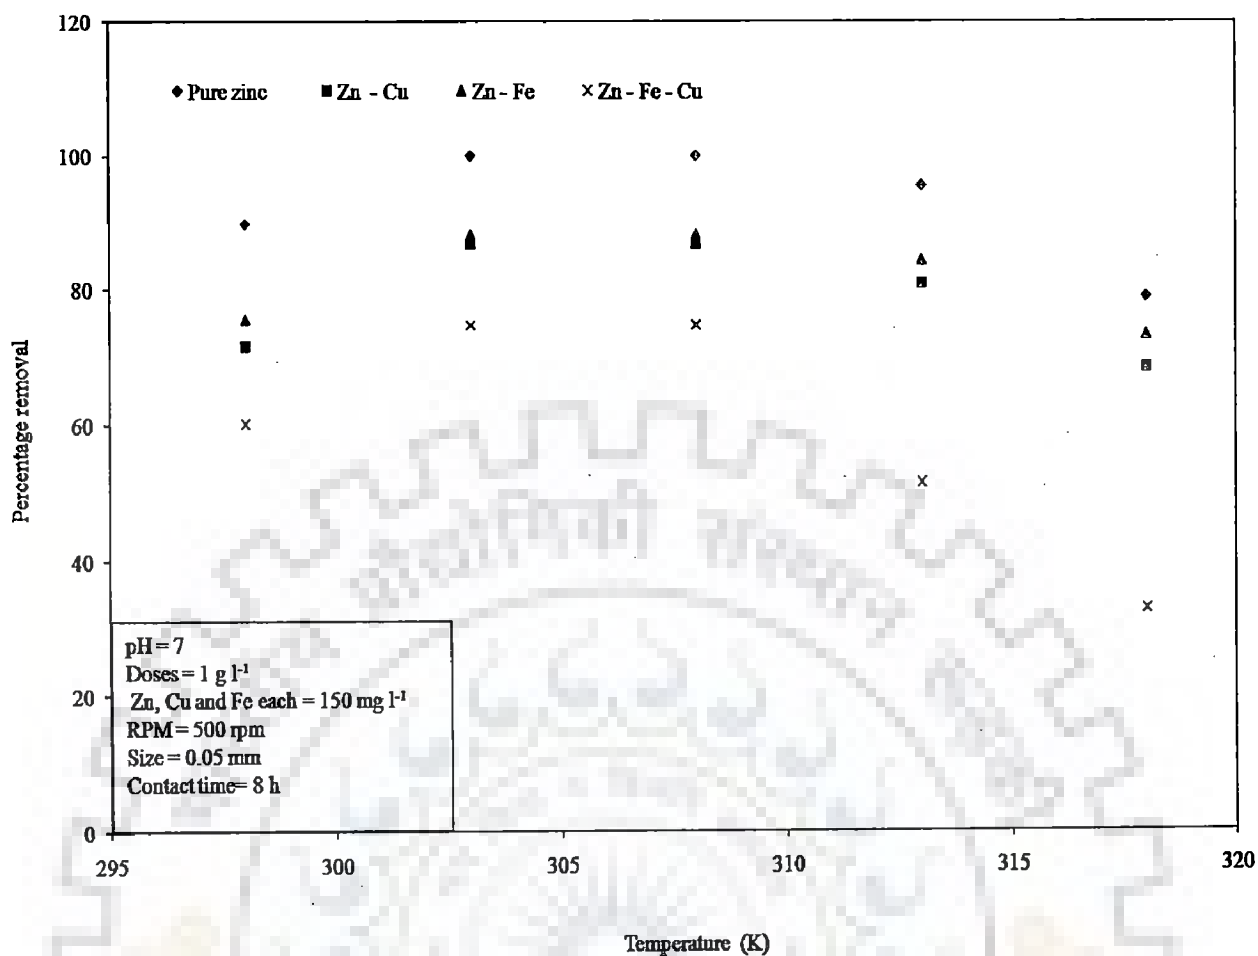 120
100
80
60
40
20
0
Percentage removal
◆ Pure zinc ■ Zn - Cu ▲ Zn - Fe × Zn - Fe - Cu
pH = 7
Doses = 1 g l⁻¹
Zn, Cu and Fe each = 150 mg l⁻¹
RPM = 500 rpm
Size = 0.05 mm
Contact time= 8 h
295 300 305 310 315 320
Temperature (K)